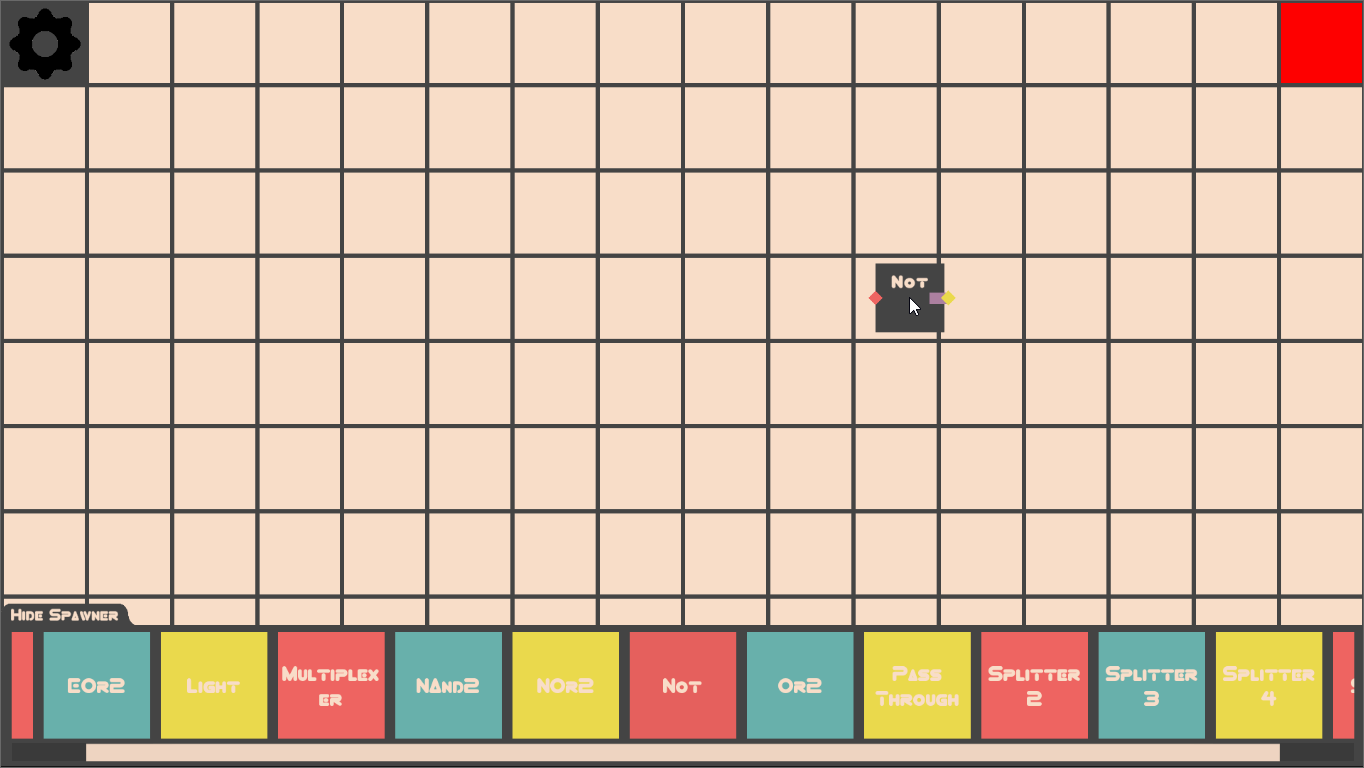 Not
Hide Spawner
EOr2
Light
Multiplex
er
NAnd2
NOr2
Not
Or2
Pass
Through
Splitter
2
Splitter
3
Splitter
4